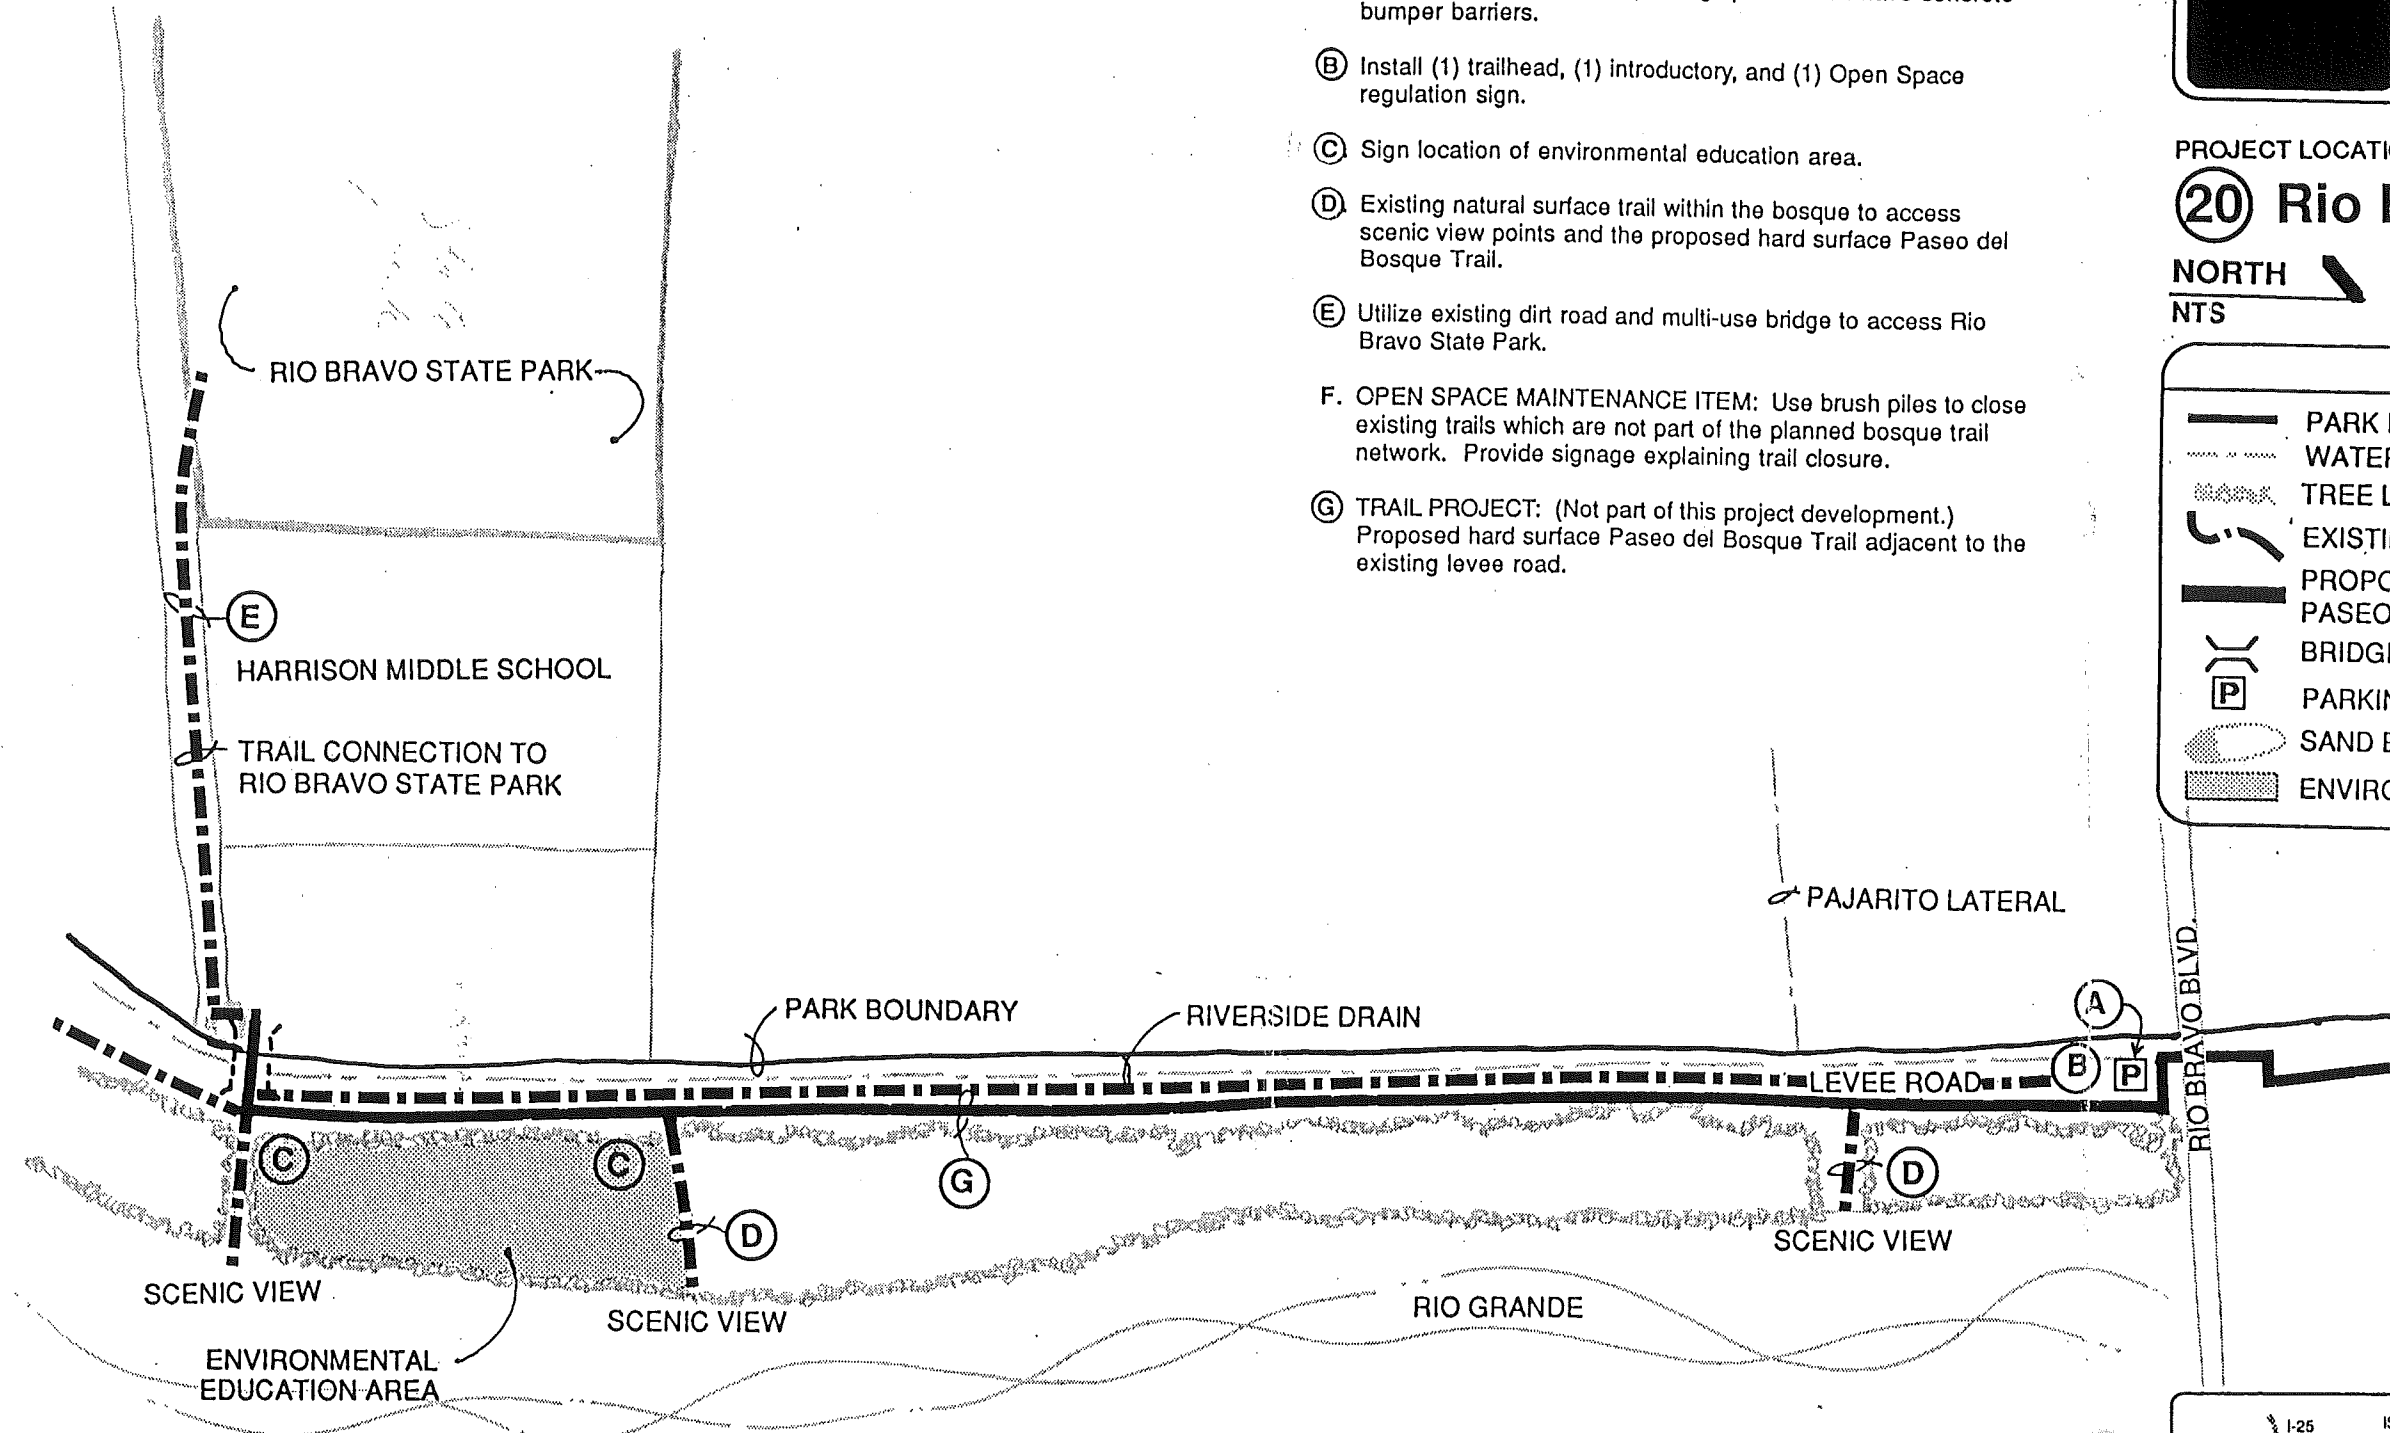 bumper barriers.
Ⓑ Install (1) trailhead, (1) introductory, and (1) Open Space
regulation sign.
Ⓒ. Sign location of environmental education area.
Ⓓ. Existing natural surface trail within the bosque to access
scenic view points and the proposed hard surface Paseo del
Bosque Trail.
Ⓔ Utilize existing dirt road and multi-use bridge to access Rio
Bravo State Park.
F. OPEN SPACE MAINTENANCE ITEM: Use brush piles to close
existing trails which are not part of the planned bosque trail
network. Provide signage explaining trail closure.
Ⓖ TRAIL PROJECT: (Not part of this project development.)
Proposed hard surface Paseo del Bosque Trail adjacent to the
existing levee road.
PROJECT LOCATI
20 Rio
NORTH
NTS
PARK
WATER
TREE L
EXISTI
PROPO
PASEO
BRIDG
P PARKIN
SAND
ENVIRO
RIO BRAVO STATE PARK
E
HARRISON MIDDLE SCHOOL
TRAIL CONNECTION TO
RIO BRAVO STATE PARK
PAJARITO LATERAL
RIO BRAVO BLVD.
RIO BRAVO BLVD.
PARK BOUNDARY
RIVERSIDE DRAIN
A
B
P
LEVEE ROAD
C
C
G
D
D
SCENIC VIEW
SCENIC VIEW
SCENIC VIEW
RIO GRANDE
ENVIRONMENTAL
EDUCATION AREA
I-25